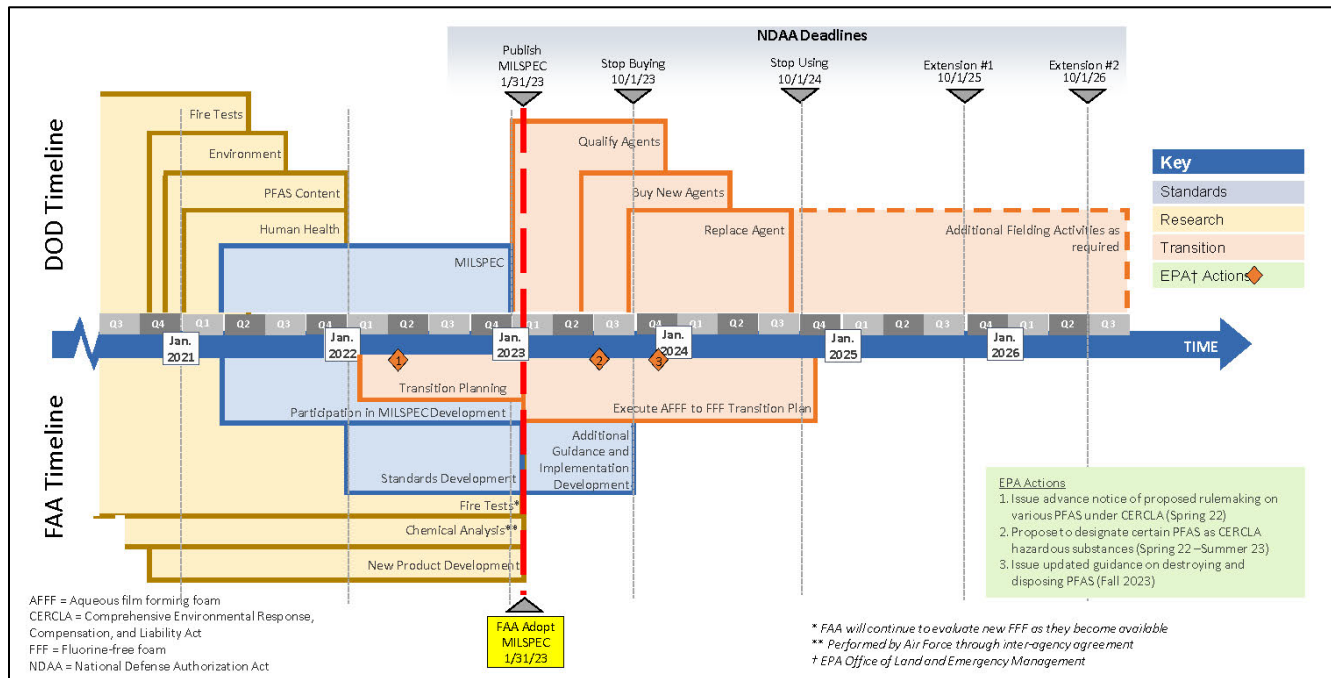 NDAA Deadlines
Publish
MILSPEC
1/31/23
Stop Buying
10/1/23
Stop Using
10/1/24
Extension #1
10/1/25
Extension #2
10/1/26
DOD Timeline
Fire Tests
Environment
PFAS Content
Human Health
MILSPEC
Qualify Agents
Buy New Agents
Replace Agent
Additional Fielding Activities as
required
Key
Standards
Research
Transition
EPA† Actions
Q3 Q4 Q1 Q2 Q3 Q4 Q1 Q2 Q3 Q4 Q1 Q2 Q3 Q4 Q1 Q2 Q3 Q4 Q1 Q2 Q3 Q4 Q1 Q2 Q3
Jan.
2021
Jan.
2022
Jan.
2023
Jan.
2024
Jan.
2025
Jan.
2026
TIME
1
2
3
FAA Timeline
Transition Planning
Participation in MILSPEC Development
Execute AFFF to FFF Transition Plan
Standards Development
Additional
Guidance and
Implementation
Development
Fire Tests*
Chemical Analysis**
New Product Development
FAA Adopt
MILSPEC
1/31/23
EPA Actions
1. Issue advance notice of proposed rulemaking on
various PFAS under CERCLA (Spring 22)
2. Propose to designate certain PFAS as CERCLA
hazardous substances (Spring 22 –Summer 23)
3. Issue updated guidance on destroying and
disposing PFAS (Fall 2023)
AFFF = Aqueous film forming foam
CERCLA = Comprehensive Environmental Response,
Compensation, and Liability Act
FFF = Fluorine-free foam
NDAA = National Defense Authorization Act
* FAA will continue to evaluate new FFF as they become available
** Performed by Air Force through inter-agency agreement
† EPA Office of Land and Emergency Management